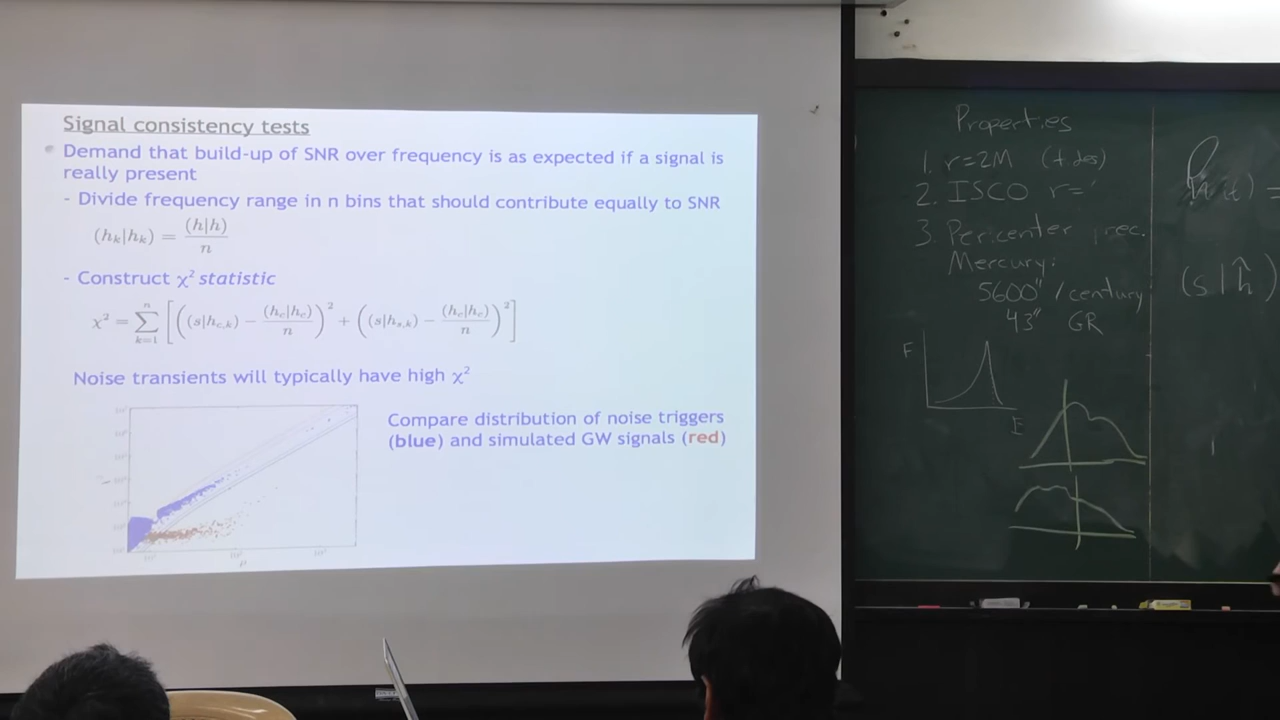 Signal consistency tests
Demand that build-up of SNR over frequency is as expected if a signal is
really present
- Divide frequency range in n bins that should contribute equally to SNR
(h_k|h_k) = (h|h)/n
- Construct χ² statistic
χ² = Σ_{k=1}^{n} [ ( (s|h_{c,k}) − (h_c|h_c)/n )² + ( (s|h_{s,k}) − (h_c|h_c)/n )² ]
Noise transients will typically have high χ²
Compare distribution of noise triggers
(blue) and simulated GW signals (red)
Properties
1. r=2M (tides)
2. ISCO r=
3. Pericenter prec.
Mercury:
5600" / century
43" GR
F
E
h(t) =
(s|ĥ)